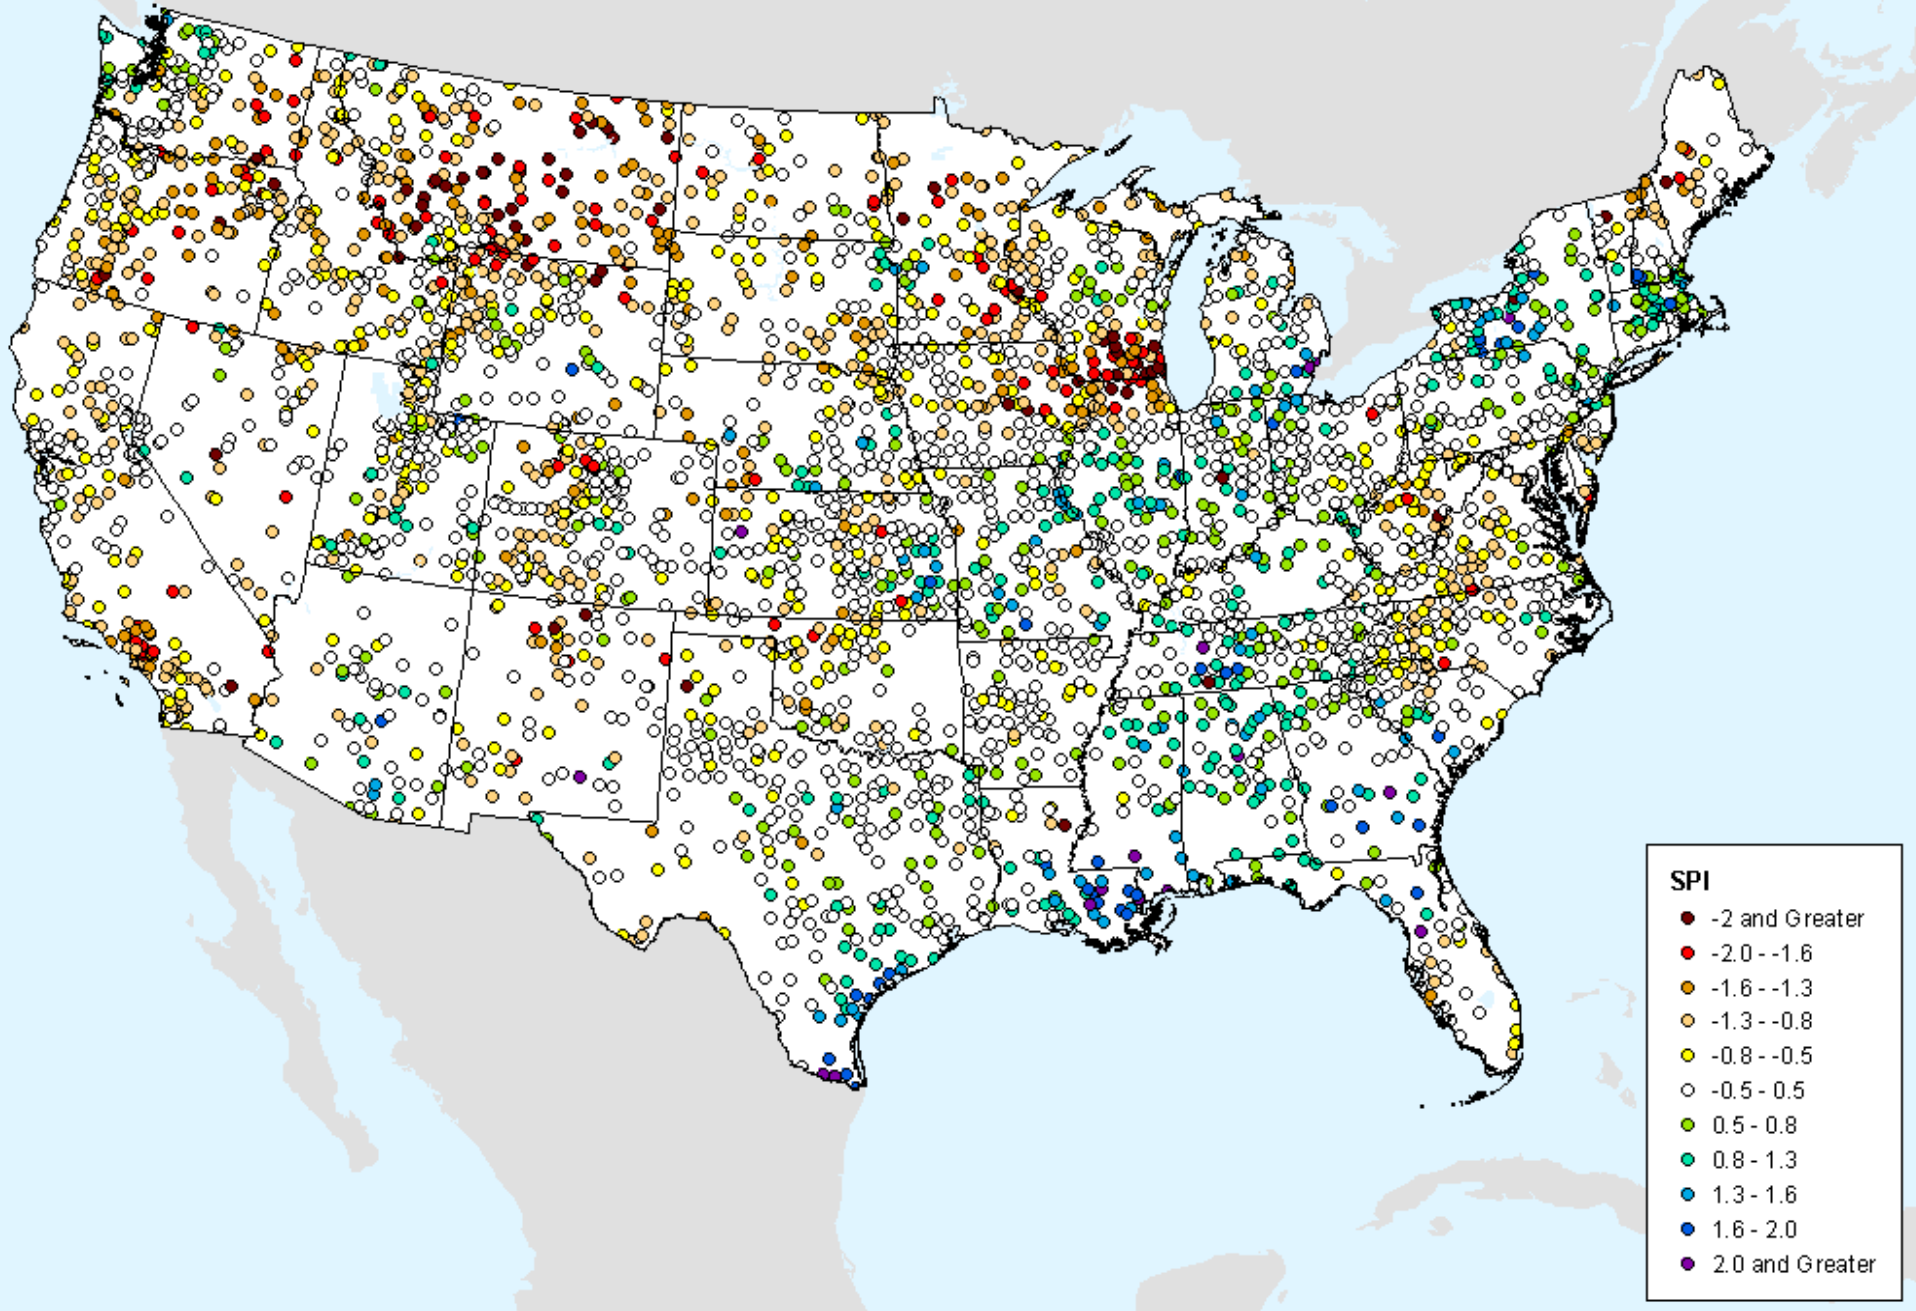 SPI
-2 and Greater
-2.0 - -1.6
-1.6 - -1.3
-1.3 - -0.8
-0.8 - -0.5
-0.5 - 0.5
0.5 - 0.8
0.8 - 1.3
1.3 - 1.6
1.6 - 2.0
2.0 and Greater